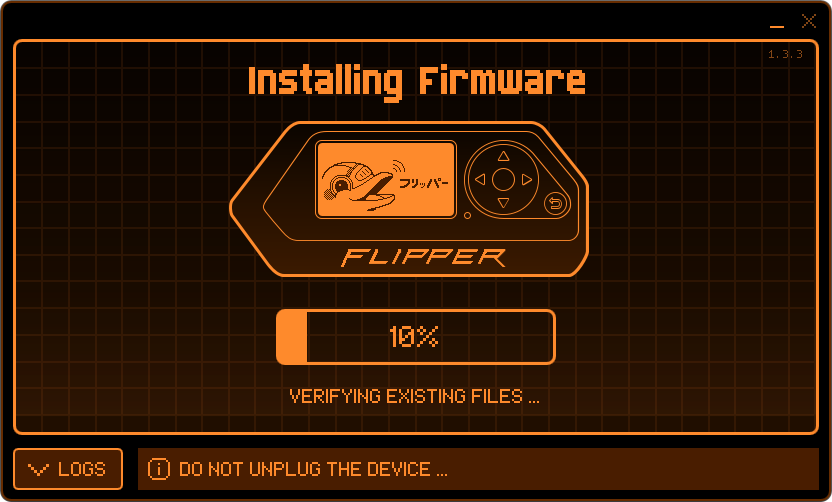 1.3.3
Installing Firmware
フリッパー
FLIPPER
10%
VERIFYING EXISTING FILES ...
LOGS
DO NOT UNPLUG THE DEVICE ...